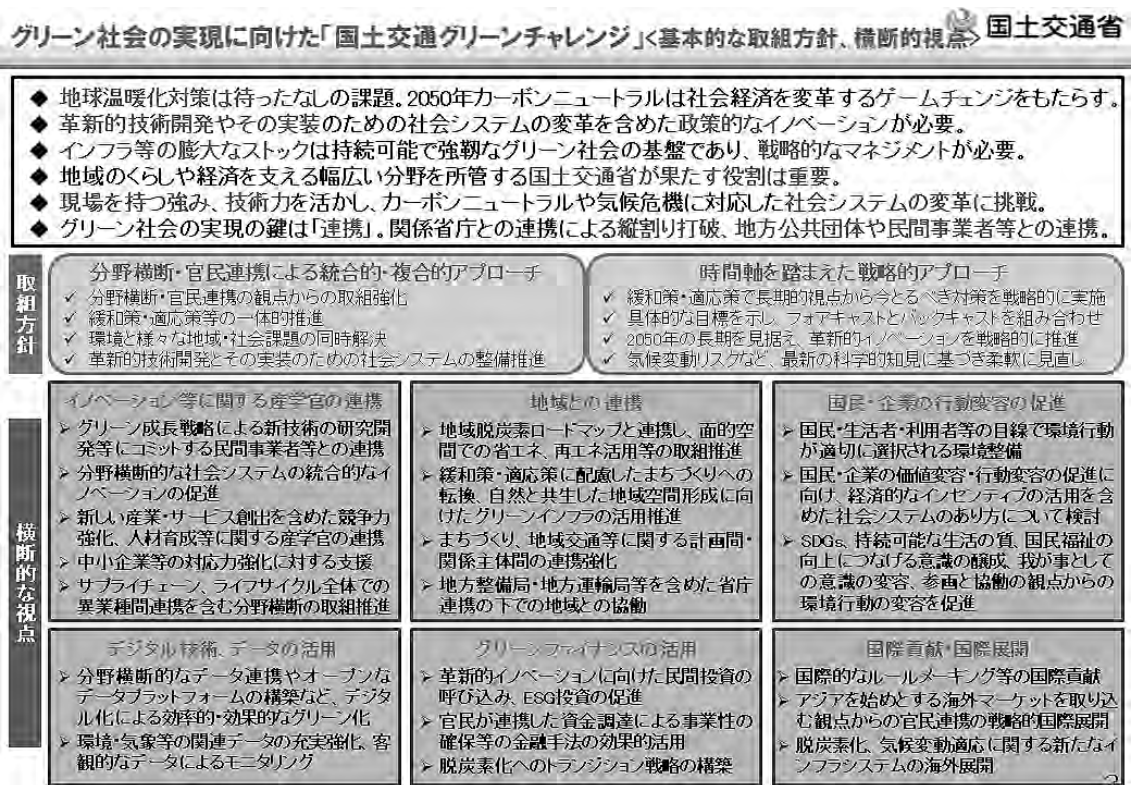 グリーン社会の実現に向けた「国土交通グリーンチャレンジ」<基本的な取組方針、横断的視点>
国土交通省
◆ 地球温暖化対策は待ったなしの課題。2050年カーボンニュートラルは社会経済を変革するゲームチェンジをもたらす。
◆ 革新的技術開発やその実装のための社会システムの変革を含めた政策的なイノベーションが必要。
◆ インフラ等の膨大なストックは持続可能で強靱なグリーン社会の基盤であり、戦略的なマネジメントが必要。
◆ 地域のくらしや経済を支える幅広い分野を所管する国土交通省が果たす役割は重要。
◆ 現場を持つ強み、技術力を活かし、カーボンニュートラルや気候危機に対応した社会システムの変革に挑戦。
◆ グリーン社会の実現の鍵は「連携」。関係省庁との連携による縦割り打破、地方公共団体や民間事業者等との連携。
取組方針
分野横断・官民連携による統合的・複合的アプローチ
✓ 分野横断・官民連携の観点からの取組強化
✓ 緩和策・適応策等の一体的推進
✓ 環境と様々な地域・社会課題の同時解決
✓ 革新的技術開発とその実装のための社会システムの整備推進
時間軸を踏まえた戦略的アプローチ
✓ 緩和策・適応策で長期的視点から今とるべき対策を戦略的に実施
✓ 具体的な目標を示し、フォアキャストとバックキャストを組み合わせ
✓ 2050年の長期を見据え、革新的イノベーションを戦略的に推進
✓ 気候変動リスクなど、最新の科学的知見に基づき柔軟に見直し
横断的な視点
イノベーション等に関する産学官の連携
➢ グリーン成長戦略による新技術の研究開
発等にコミットする民間事業者等との連携
➢ 分野横断的な社会システムの統合的なイ
ノベーションの促進
➢ 新しい産業・サービス創出を含めた競争力
強化、人材育成等に関する産学官の連携
➢ 中小企業等の対応力強化に対する支援
➢ サプライチェーン、ライフサイクル全体での
異業種間連携を含む分野横断の取組推進
地域との連携
➢ 地域脱炭素ロードマップと連携し、面的空
間での省エネ、再エネ活用等の取組推進
➢ 緩和策・適応策に配慮したまちづくりへの
転換、自然と共生した地域空間形成に向
けたグリーンインフラの活用推進
➢ まちづくり、地域交通等に関する計画間・
関係主体間の連携強化
➢ 地方整備局・地方運輸局等を含めた省庁
連携の下での地域との協働
国民・企業の行動変容の促進
➢ 国民・生活者・利用者等の目線で環境行動
が適切に選択される環境整備
➢ 国民・企業の価値変容・行動変容の促進に
向け、経済的なインセンティブの活用を含
めた社会システムのあり方について検討
➢ SDGs、持続可能な生活の質、国民福祉の
向上につなげる意識の醸成、我が事として
の意識の変容、参画と協働の観点からの
環境行動の変容を促進
デジタル技術、データの活用
➢ 分野横断的なデータ連携やオープンな
データプラットフォームの構築など、デジタ
ル化による効率的・効果的なグリーン化
➢ 環境・気象等の関連データの充実強化、客
観的なデータによるモニタリング
グリーンファイナンスの活用
➢ 革新的イノベーションに向けた民間投資の
呼び込み、ESG投資の促進
➢ 官民が連携した資金調達による事業性の
確保等の金融手法の効果的活用
➢ 脱炭素化へのトランジション戦略の構築
国際貢献・国際展開
➢ 国際的なルールメーキング等の国際貢献
➢ アジアを始めとする海外マーケットを取り込
む観点からの官民連携の戦略的国際展開
➢ 脱炭素化、気候変動適応に関する新たなイ
ンフラシステムの海外展開